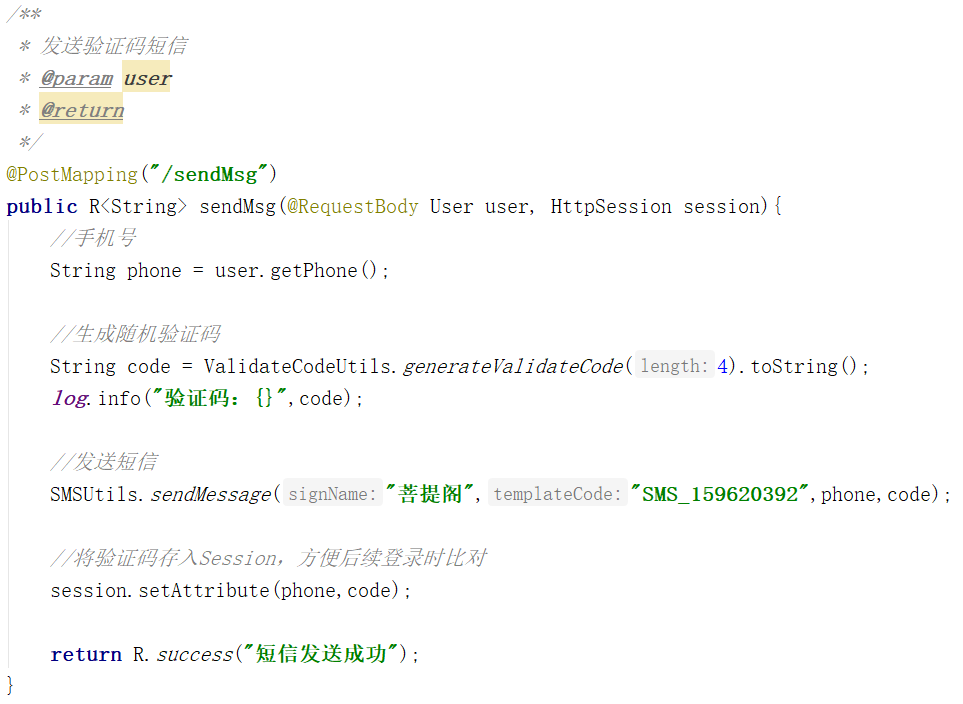 /**
 * 发送验证码短信
 * @param user
 * @return
 */
@PostMapping("/sendMsg")
public R<String> sendMsg(@RequestBody User user, HttpSession session){
    //手机号
    String phone = user.getPhone();
    //生成随机验证码
    String code = ValidateCodeUtils.generateValidateCode( length: 4).toString();
    log.info("验证码：{}",code);
    //发送短信
    SMSUtils.sendMessage( signName: "菩提阁", templateCode: "SMS_159620392",phone,code);
    //将验证码存入Session，方便后续登录时比对
    session.setAttribute(phone,code);
    return R.success("短信发送成功");
}